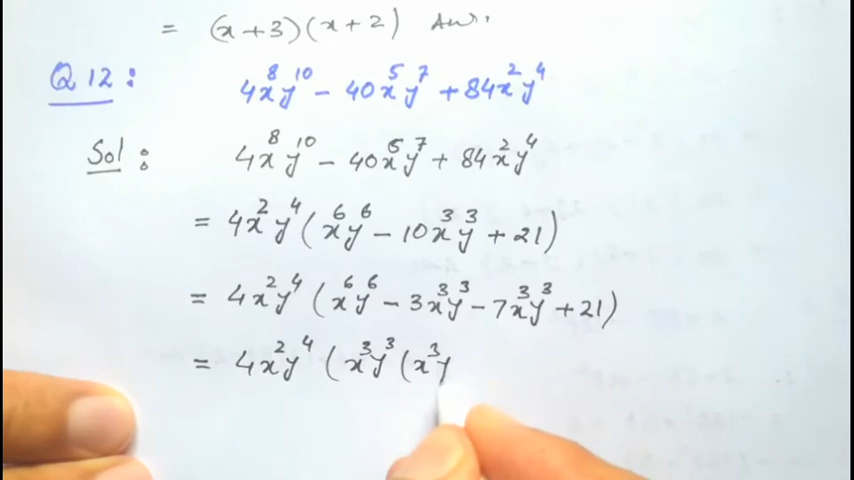 = (x+3)(x+2) Ans.
Q12: 4x⁸y¹⁰ - 40x⁵y⁷ + 84x²y⁴
Sol: 4x⁸y¹⁰ - 40x⁵y⁷ + 84x²y⁴
= 4x²y⁴(x⁶y⁶ - 10x³y³ + 21)
= 4x²y⁴(x⁶y⁶ - 3x³y³ - 7x³y³ + 21)
= 4x²y⁴(x³y³(x³y